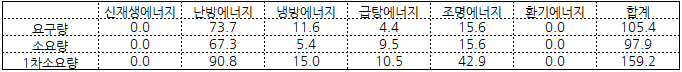 신재생에너지 난방에너지 냉방에너지 급탕에너지 조명에너지 환기에너지 합계
요구량 0.0 73.7 11.6 4.4 15.6 0.0 105.4
소요량 0.0 67.3 5.4 9.5 15.6 0.0 97.9
1차소요량 0.0 90.8 15.0 10.5 42.9 0.0 159.2